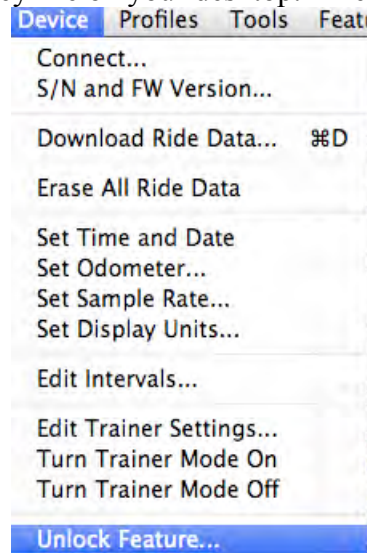 Device Profiles Tools
Connect...
S/N and FW Version...
Download Ride Data... ⌘D
Erase All Ride Data
Set Time and Date
Set Odometer...
Set Sample Rate...
Set Display Units...
Edit Intervals...
Edit Trainer Settings...
Turn Trainer Mode On
Turn Trainer Mode Off
Unlock Feature...